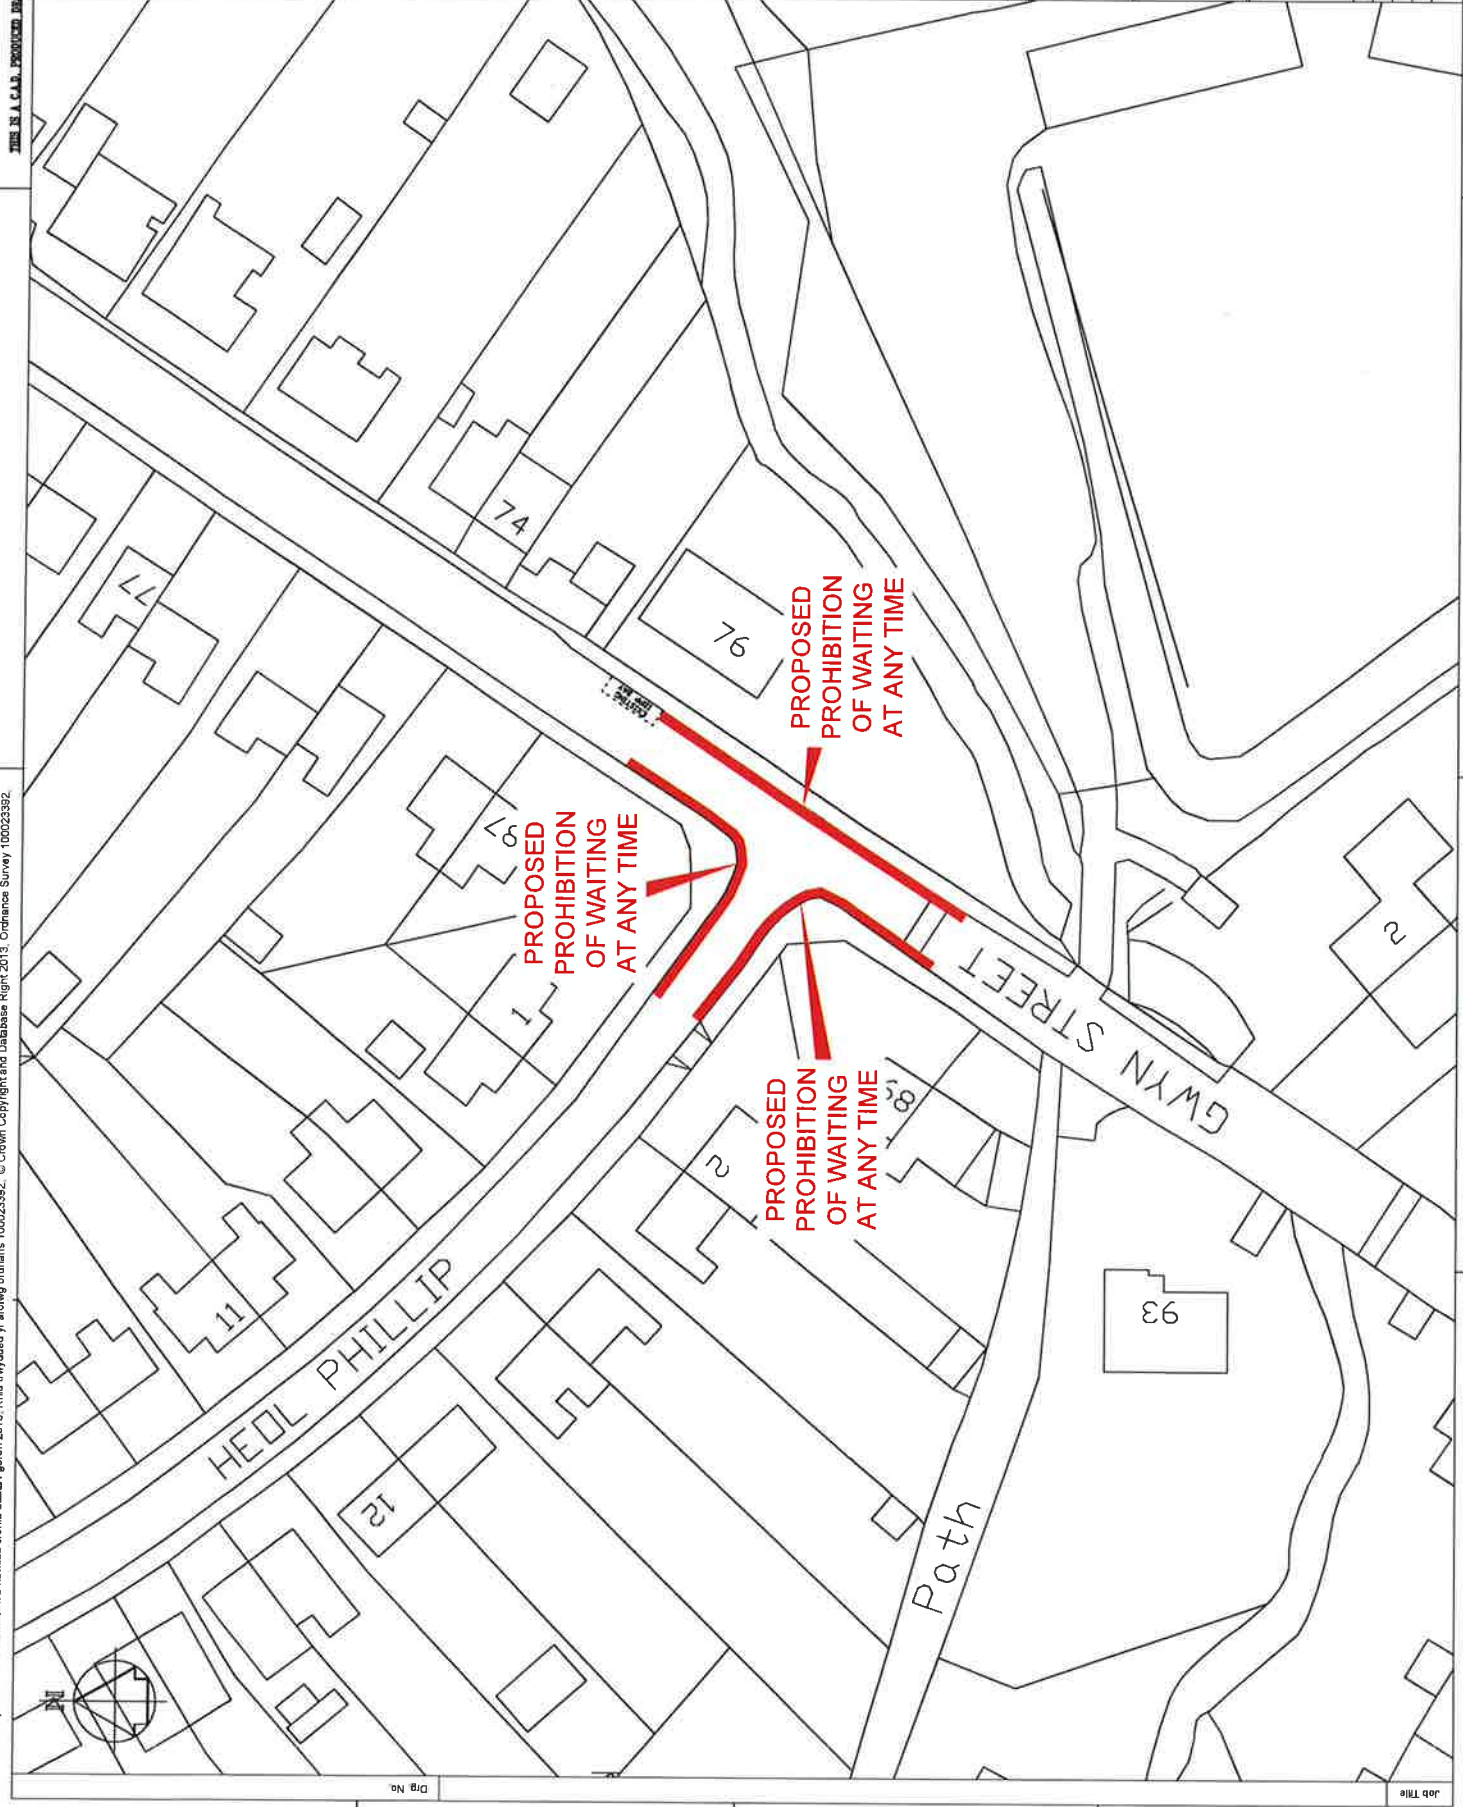 THIS IS A C.A.D. PRODUCED
© Crown Copyright and Database Right 2013. Ordnance Survey 100023392.
77
74
76
87
PROPOSED
PROHIBITION
OF WAITING
AT ANY TIME
PROPOSED
PROHIBITION
OF WAITING
AT ANY TIME
1
PROPOSED
PROHIBITION
OF WAITING
AT ANY TIME
2
89
GWYN STREET
2
HEOL PHILLIP
11
12
93
Path
N
Drg. No.
Job Title